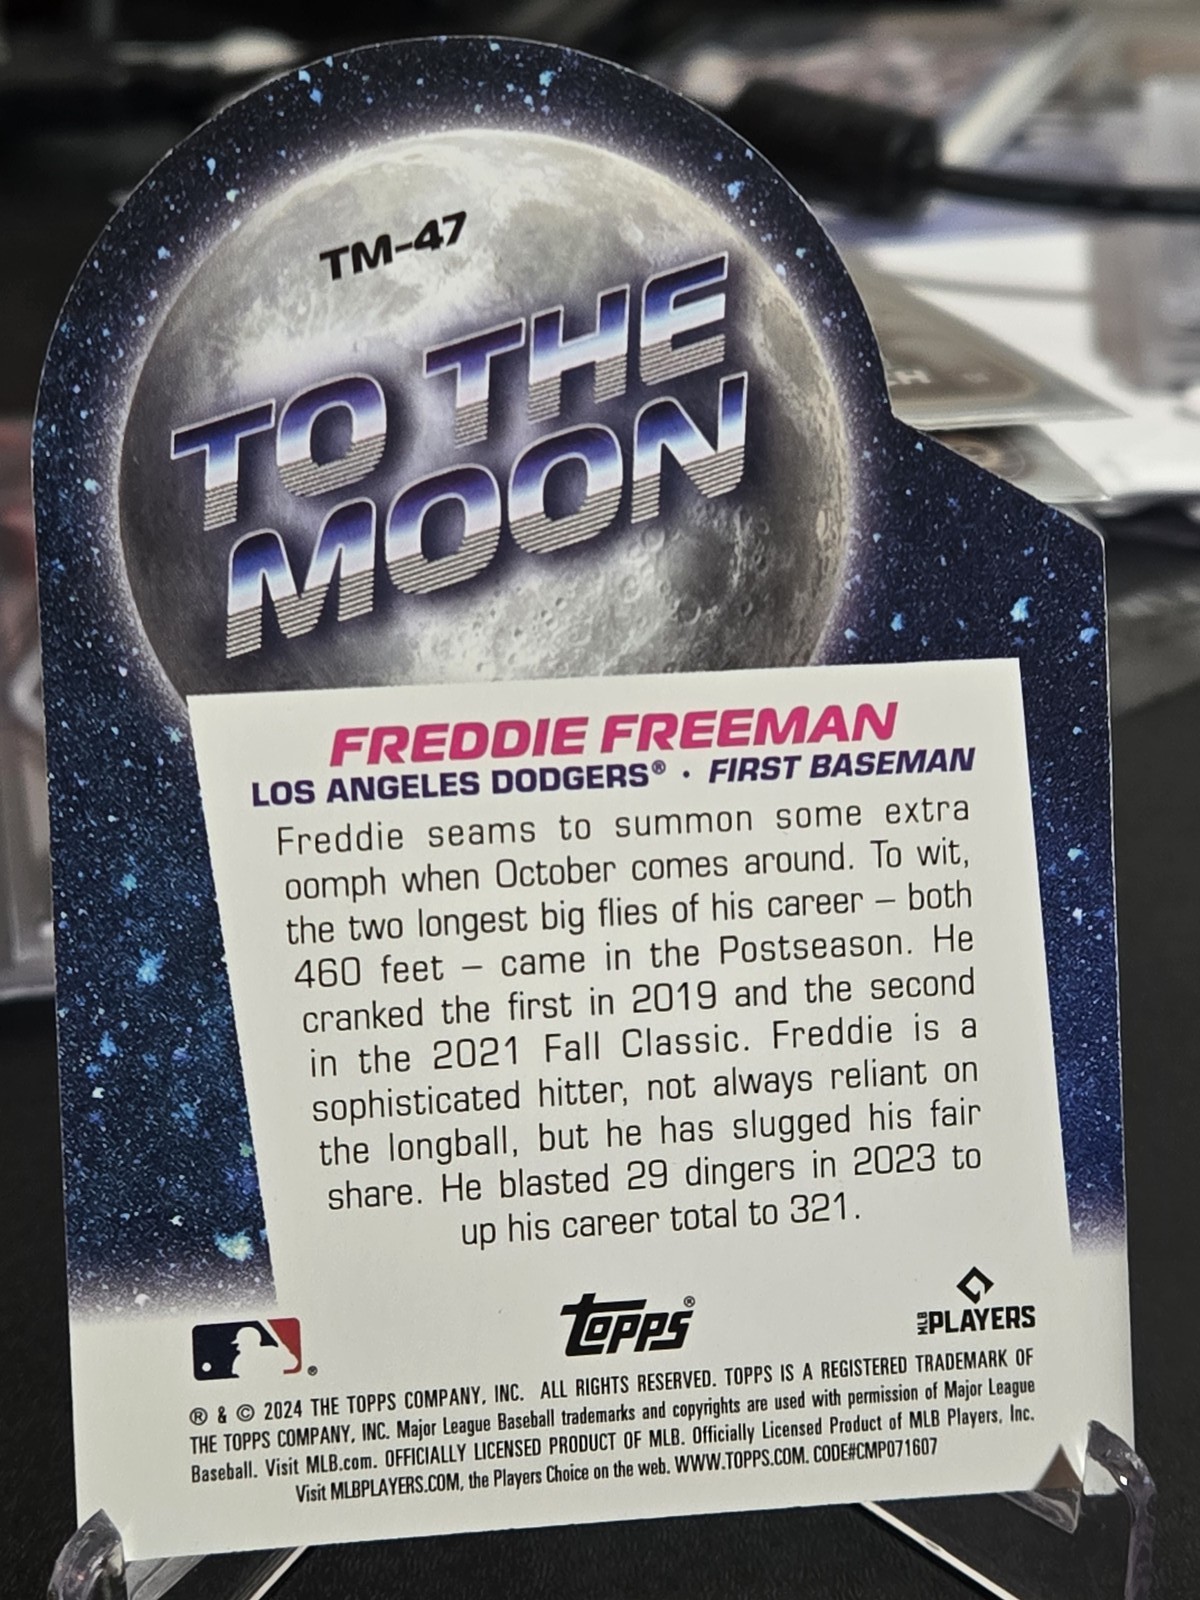 TM-47
TO THE
MOON
FREDDIE FREEMAN
LOS ANGELES DODGERS® · FIRST BASEMAN
Freddie seams to summon some extra
oomph when October comes around. To wit,
the two longest big flies of his career – both
460 feet – came in the Postseason. He
cranked the first in 2019 and the second
in the 2021 Fall Classic. Freddie is a
sophisticated hitter, not always reliant on
the longball, but he has slugged his fair
share. He blasted 29 dingers in 2023 to
up his career total to 321.
®
topps®
MLB PLAYERS
® & © 2024 THE TOPPS COMPANY, INC. ALL RIGHTS RESERVED. TOPPS IS A REGISTERED TRADEMARK OF
THE TOPPS COMPANY, INC. Major League Baseball trademarks and copyrights are used with permission of Major League
Baseball. Visit MLB.com. OFFICIALLY LICENSED PRODUCT OF MLB. Officially Licensed Product of MLB Players, Inc.
Visit MLBPLAYERS.COM, the Players Choice on the web. WWW.TOPPS.COM. CODE#CMP071607